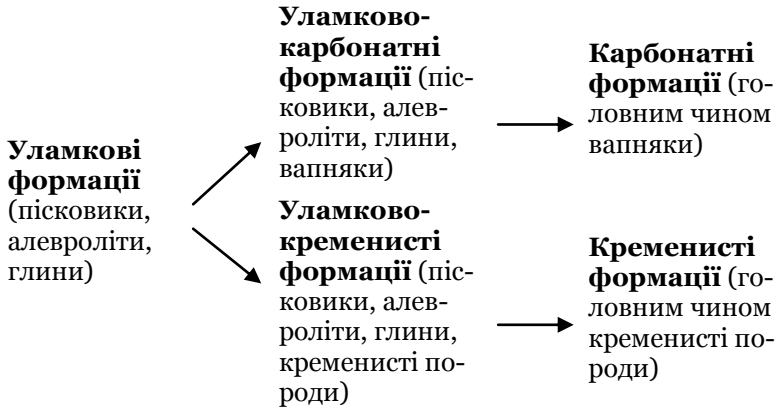 Уламкові
формації
(пісковики,
алевроліти,
глини)
Уламково-
карбонатні
формації (піс-
ковики, алев-
роліти, глини,
вапняки)
Карбонатні
формації (го-
ловним чином
вапняки)
Уламково-
кременисті
формації (піс-
ковики, алев-
роліти, глини,
кременисті по-
роди)
Кременисті
формації (го-
ловним чином
кременисті по-
роди)